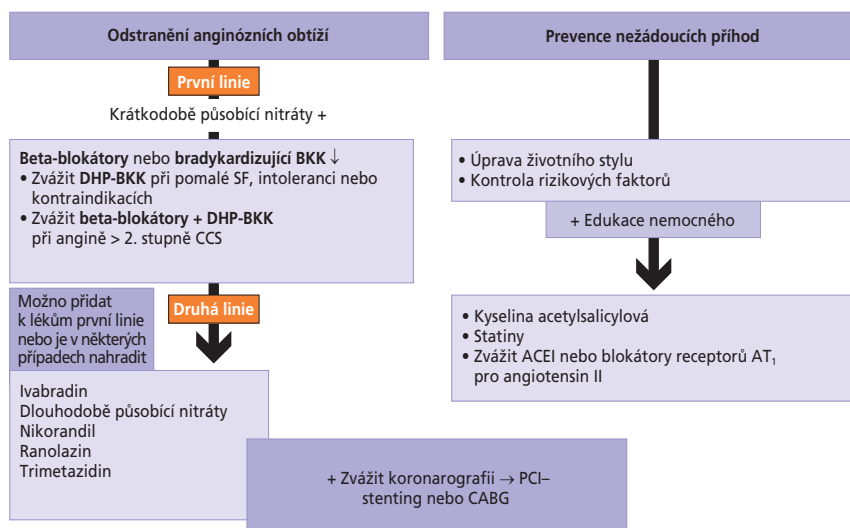 Odstranění anginózních obtíží
První linie
Krátkodobě působící nitráty +
Beta-blokátory nebo bradykardizující BKK ↓
• Zvážit DHP-BKK při pomalé SF, intoleranci nebo
kontraindikacích
• Zvážit beta-blokátory + DHP-BKK
při angině > 2. stupně CCS
Možno přidat
k lékům první linie
nebo je v některých
případech nahradit
Druhá linie
Ivabradin
Dlouhodobě působící nitráty
Nikorandil
Ranolazin
Trimetazidin
+ Zvážit koronarografii → PCI–
stenting nebo CABG
Prevence nežádoucích příhod
• Úprava životního stylu
• Kontrola rizikových faktorů
+ Edukace nemocného
• Kyselina acetylsalicylová
• Statiny
• Zvážit ACEI nebo blokátory receptorů AT₁
pro angiotensin II